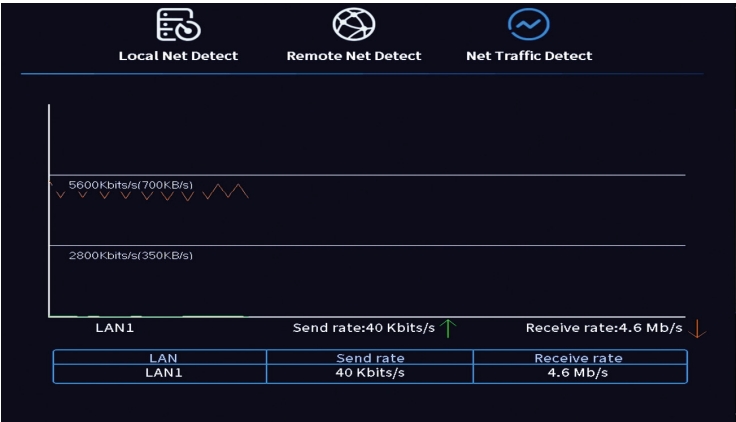 Local Net Detect Remote Net Detect Net Traffic Detect
5600Kbits/s(700KB/s)
2800Kbits/s(350KB/s)
LAN1 Send rate:40 Kbits/s Receive rate:4.6 Mb/s
LAN Send rate Receive rate
LAN1 40 Kbits/s 4.6 Mb/s